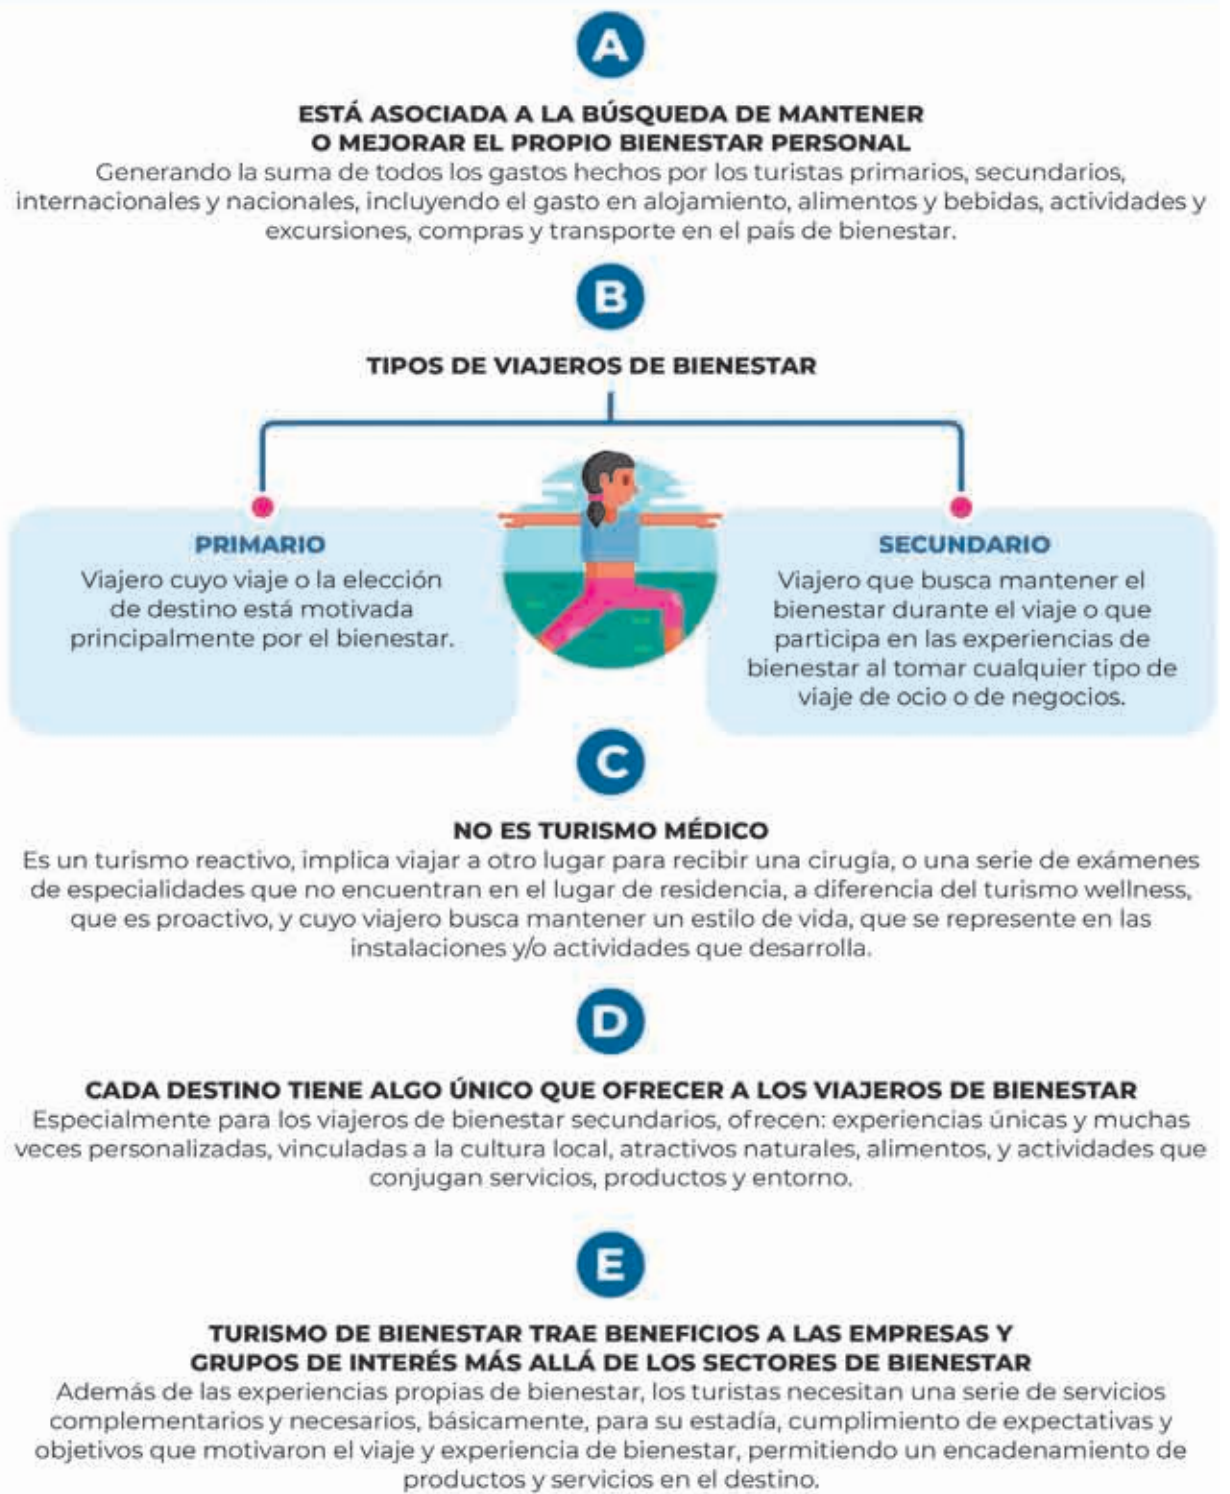 A
ESTÁ ASOCIADA A LA BÚSQUEDA DE MANTENER
O MEJORAR EL PROPIO BIENESTAR PERSONAL
Generando la suma de todos los gastos hechos por los turistas primarios, secundarios,
internacionales y nacionales, incluyendo el gasto en alojamiento, alimentos y bebidas, actividades y
excursiones, compras y transporte en el país de bienestar.
B
TIPOS DE VIAJEROS DE BIENESTAR
PRIMARIO
Viajero cuyo viaje o la elección
de destino está motivada
principalmente por el bienestar.
SECUNDARIO
Viajero que busca mantener el
bienestar durante el viaje o que
participa en las experiencias de
bienestar al tomar cualquier tipo de
viaje de ocio o de negocios.
C
NO ES TURISMO MÉDICO
Es un turismo reactivo, implica viajar a otro lugar para recibir una cirugía, o una serie de exámenes
de especialidades que no encuentran en el lugar de residencia, a diferencia del turismo wellness,
que es proactivo, y cuyo viajero busca mantener un estilo de vida, que se represente en las
instalaciones y/o actividades que desarrolla.
D
CADA DESTINO TIENE ALGO ÚNICO QUE OFRECER A LOS VIAJEROS DE BIENESTAR
Especialmente para los viajeros de bienestar secundarios, ofrecen: experiencias únicas y muchas
veces personalizadas, vinculadas a la cultura local, atractivos naturales, alimentos, y actividades que
conjugan servicios, productos y entorno.
E
TURISMO DE BIENESTAR TRAE BENEFICIOS A LAS EMPRESAS Y
GRUPOS DE INTERÉS MÁS ALLÁ DE LOS SECTORES DE BIENESTAR
Además de las experiencias propias de bienestar, los turistas necesitan una serie de servicios
complementarios y necesarios, básicamente, para su estadía, cumplimiento de expectativas y
objetivos que motivaron el viaje y experiencia de bienestar, permitiendo un encadenamiento de
productos y servicios en el destino.